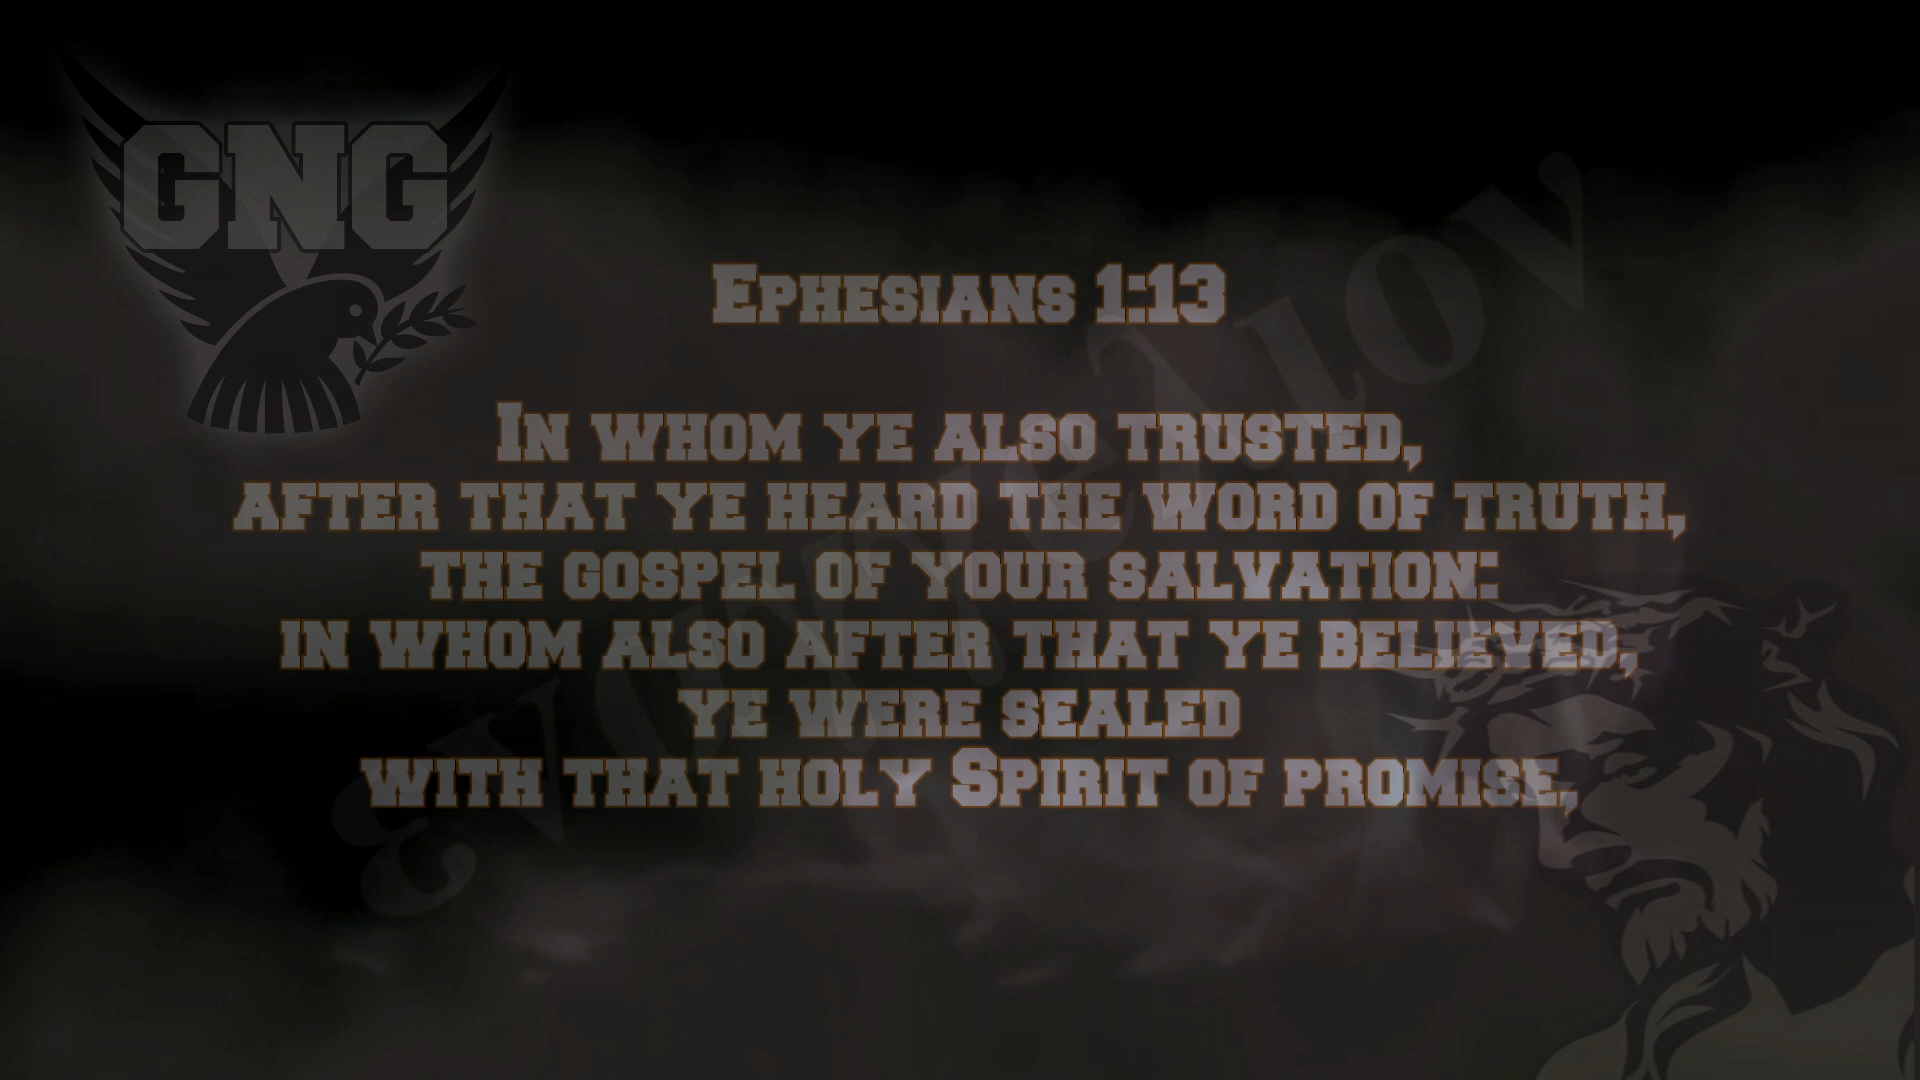 GNG
Ephesians 1:13
In whom ye also trusted,
after that ye heard the word of truth,
the gospel of your salvation:
in whom also after that ye believed,
ye were sealed
with that holy Spirit of promise,
ευαγγελιον